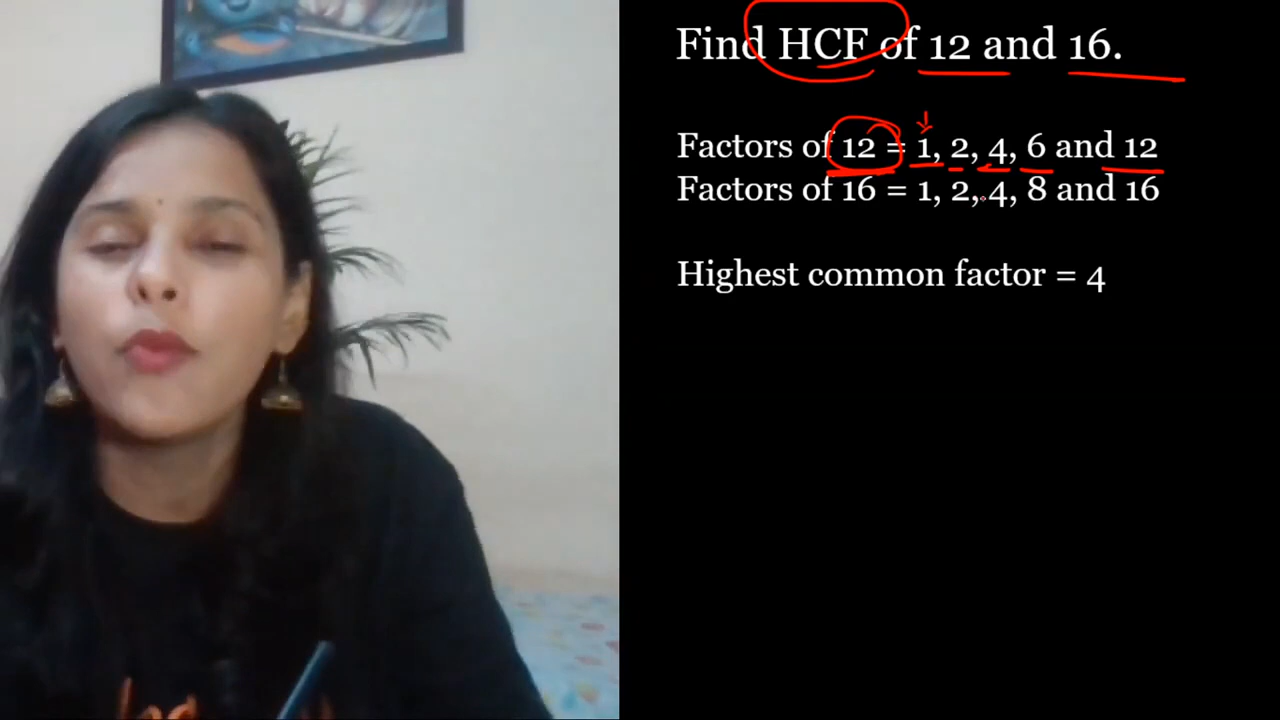 Find HCF of 12 and 16.
Factors of 12 = 1, 2, 4, 6 and 12
Factors of 16 = 1, 2, 4, 8 and 16
Highest common factor = 4